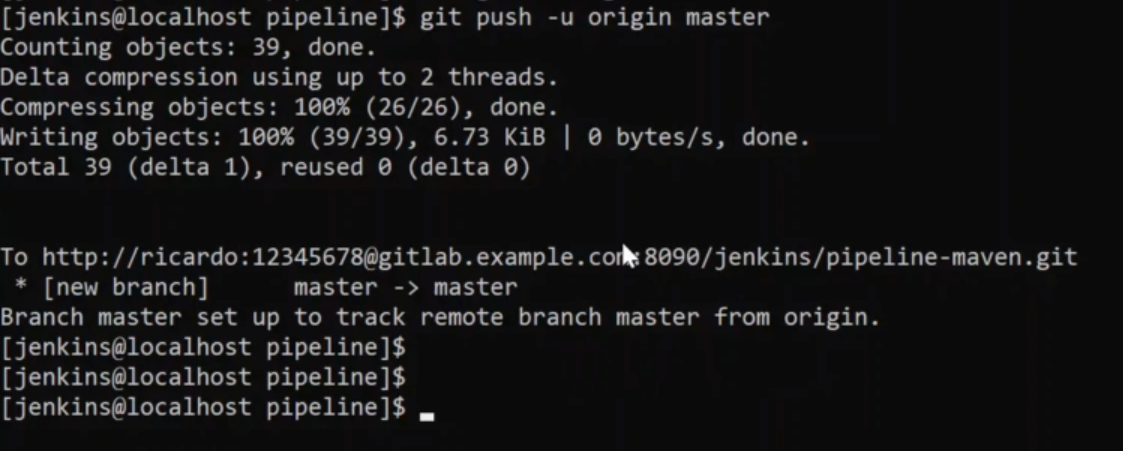 [jenkins@localhost pipeline]$ git push -u origin master
Counting objects: 39, done.
Delta compression using up to 2 threads.
Compressing objects: 100% (26/26), done.
Writing objects: 100% (39/39), 6.73 KiB | 0 bytes/s, done.
Total 39 (delta 1), reused 0 (delta 0)
To http://ricardo:12345678@gitlab.example.com:8090/jenkins/pipeline-maven.git
 * [new branch]      master -> master
Branch master set up to track remote branch master from origin.
[jenkins@localhost pipeline]$
[jenkins@localhost pipeline]$
[jenkins@localhost pipeline]$